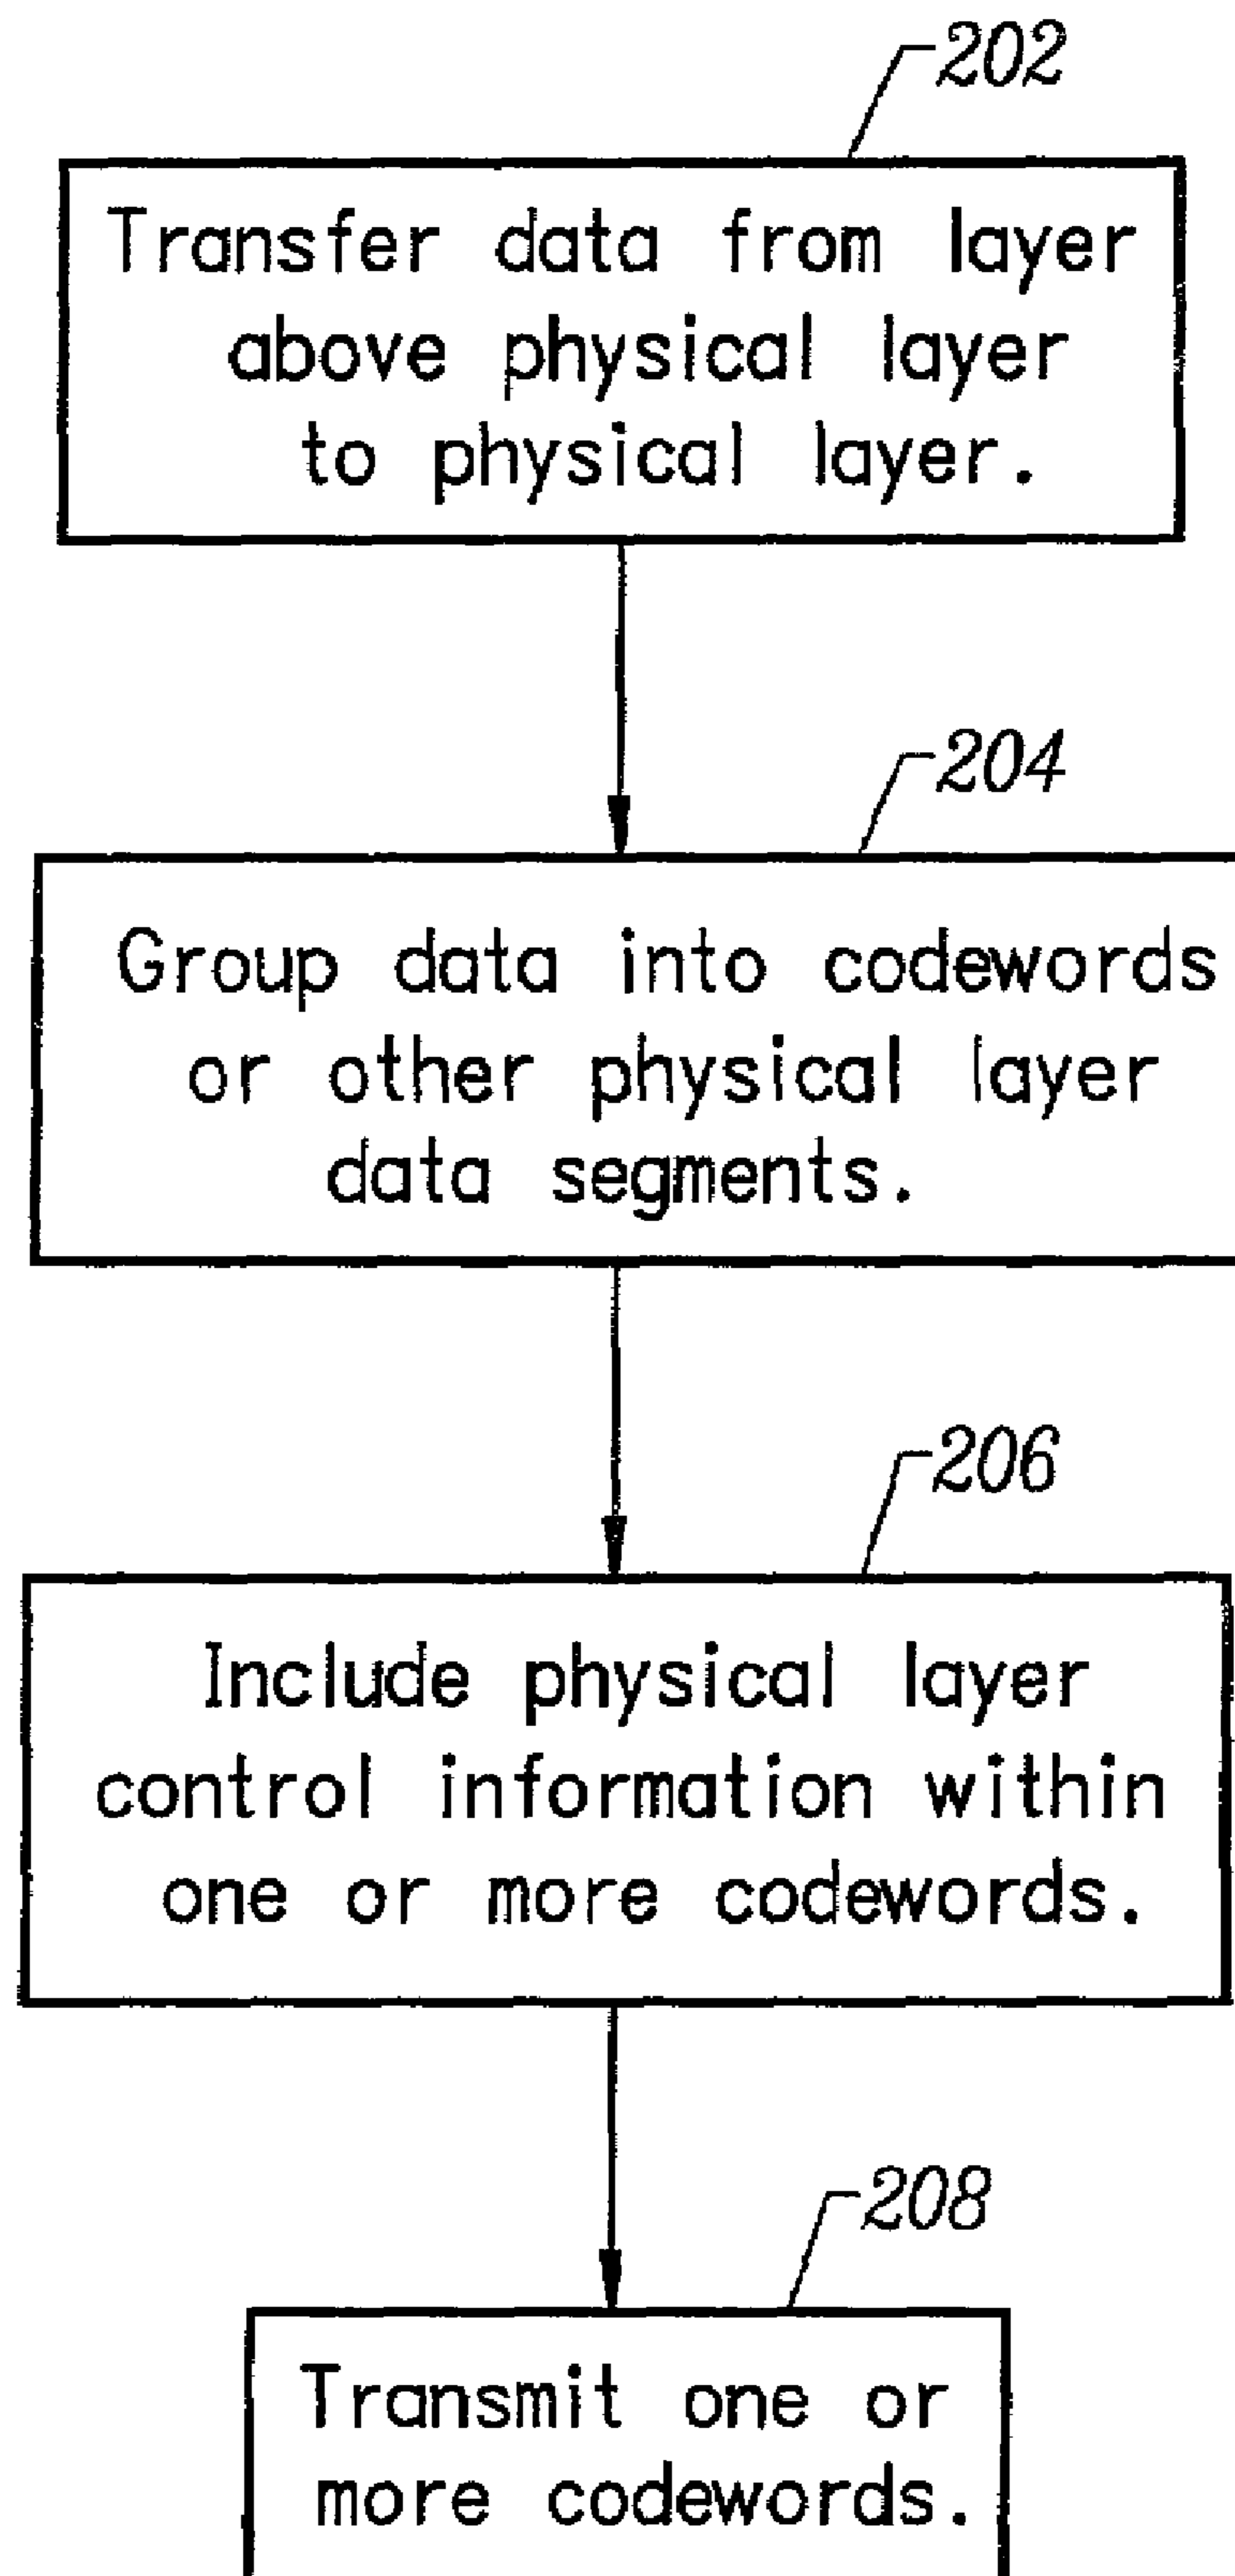 202
Transfer data from layer
above physical layer
to physical layer.
204
Group data into codewords
or other physical layer
data segments.
206
Include physical layer
control information within
one or more codewords.
208
Transmit one or
more codewords.